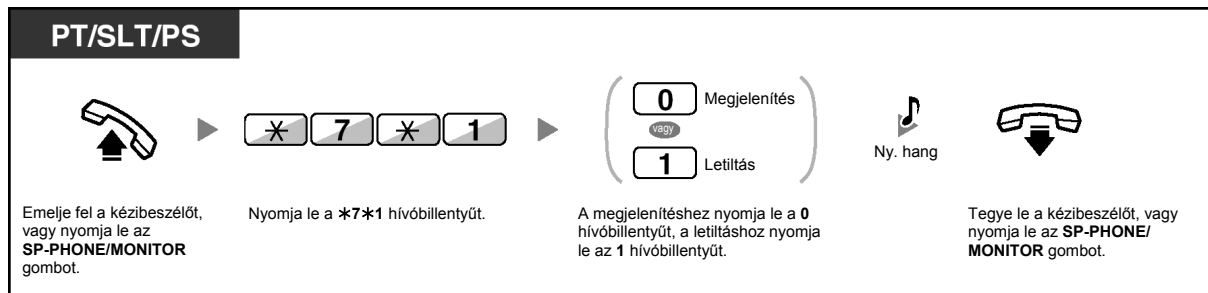 PT/SLT/PS
0 Megjelenítés
vagy
1 Letiltás
✳ 7 ✳ 1
Ny. hang
Emelje fel a kézibeszélőt,
vagy nyomja le az
SP-PHONE/MONITOR
gombot.
Nyomja le a ✳7✳1 hívóbillentyűt.
A megjelenítéshez nyomja le a 0
hívóbillentyűt, a letiltáshoz nyomja
le az 1 hívóbillentyűt.
Tegye le a kézibeszélőt, vagy
nyomja le az SP-PHONE/
MONITOR gombot.